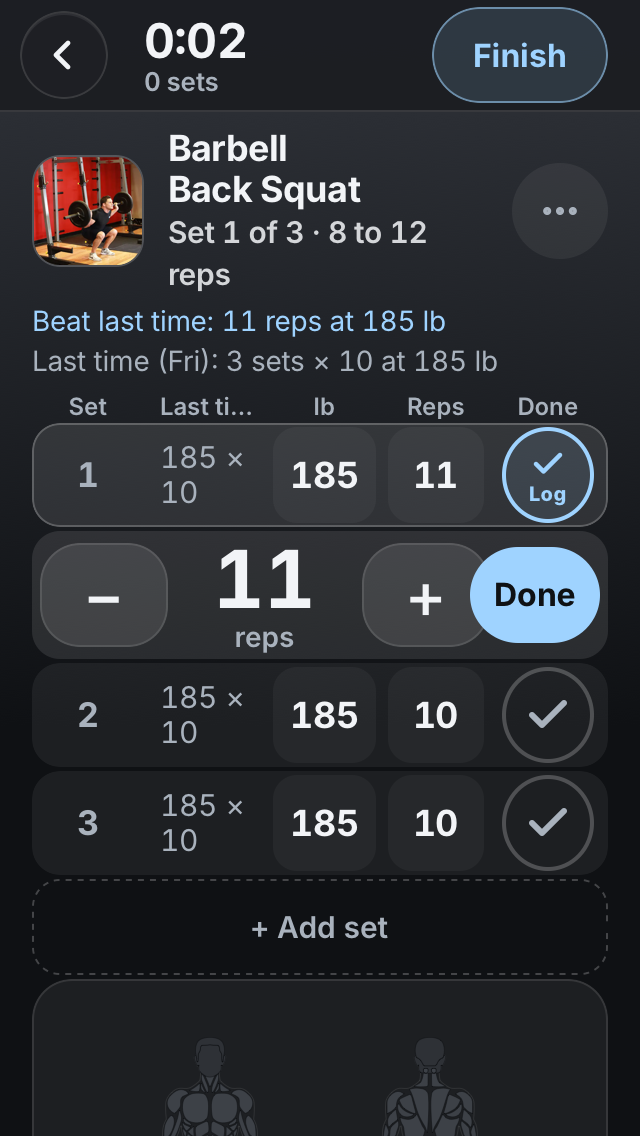 0:02
0 sets
Finish
Barbell
Back Squat
Set 1 of 3 · 8 to 12
reps
Beat last time: 11 reps at 185 lb
Last time (Fri): 3 sets × 10 at 185 lb
Set Last ti... lb Reps Done
1 185 × 10 185 11 Log
− 11 + Done
reps
2 185 × 10 185 10
3 185 × 10 185 10
+ Add set